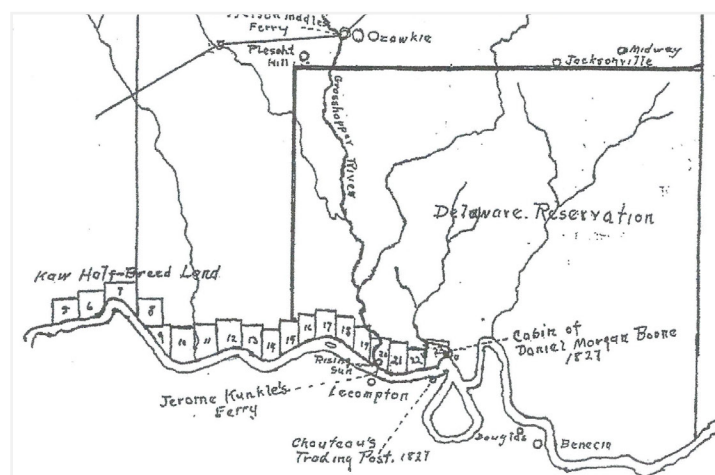 Ferry
Ozawkie
Plesant
Hill
Midway
Jacksonville
Grosshopper River
Delaware. Reservation
Kaw Half-Breed Land
5 6 7 8 9 10 11 12 13 14 15 16 17 18 19 20 21 22
Rising
Sun
Lecompton
Jerome Kunkle's
Ferry
Cabin of
Daniel Morgan Boone
1827
Chouteau's
Trading Post. 1827
Douglas
Benecia